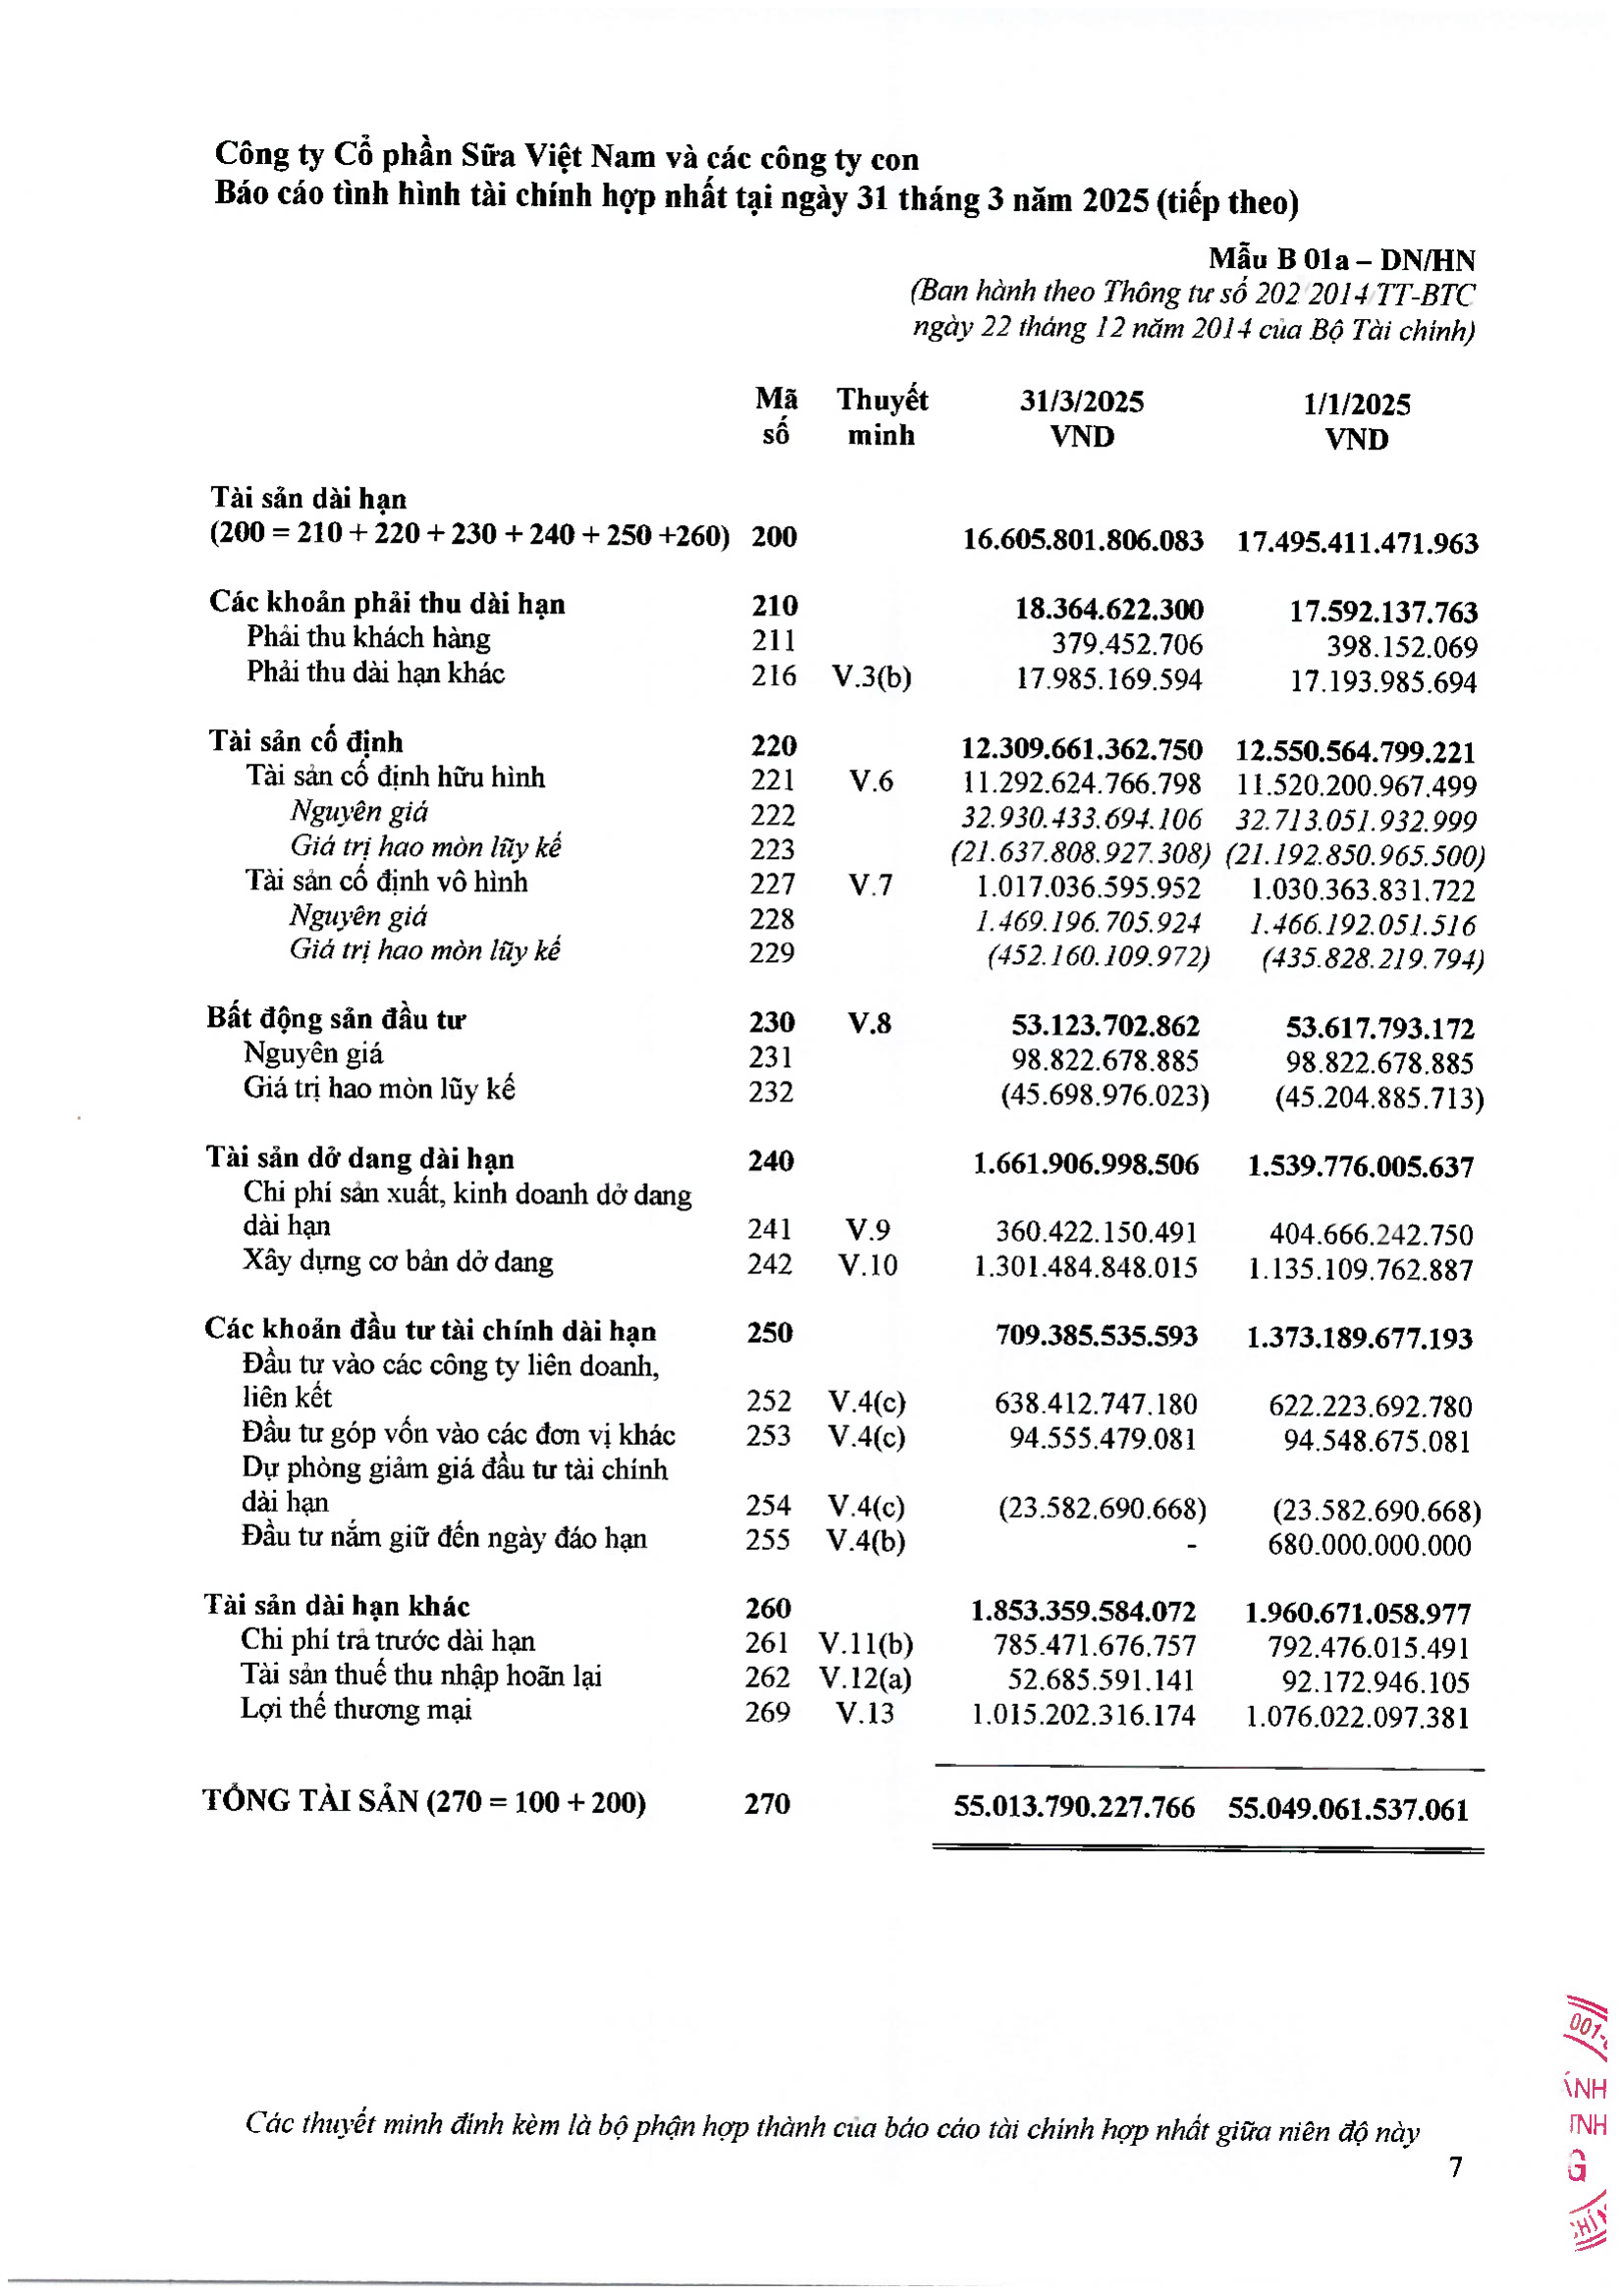 Công ty Cổ phần Sữa Việt Nam và các công ty con
Báo cáo tình hình tài chính hợp nhất tại ngày 31 tháng 3 năm 2025 (tiếp theo)
Mẫu B 01a – DN/HN
(Ban hành theo Thông tư số 202/2014/TT-BTC
ngày 22 tháng 12 năm 2014 của Bộ Tài chính)
Mã Thuyết 31/3/2025 1/1/2025
số minh VND VND
Tài sản dài hạn
(200 = 210 + 220 + 230 + 240 + 250 +260) 200 16.605.801.806.083 17.495.411.471.963
Các khoản phải thu dài hạn 210 18.364.622.300 17.592.137.763
Phải thu khách hàng 211 379.452.706 398.152.069
Phải thu dài hạn khác 216 V.3(b) 17.985.169.594 17.193.985.694
Tài sản cố định 220 12.309.661.362.750 12.550.564.799.221
Tài sản cố định hữu hình 221 V.6 11.292.624.766.798 11.520.200.967.499
Nguyên giá 222 32.930.433.694.106 32.713.051.932.999
Giá trị hao mòn lũy kế 223 (21.637.808.927.308) (21.192.850.965.500)
Tài sản cố định vô hình 227 V.7 1.017.036.595.952 1.030.363.831.722
Nguyên giá 228 1.469.196.705.924 1.466.192.051.516
Giá trị hao mòn lũy kế 229 (452.160.109.972) (435.828.219.794)
Bất động sản đầu tư 230 V.8 53.123.702.862 53.617.793.172
Nguyên giá 231 98.822.678.885 98.822.678.885
Giá trị hao mòn lũy kế 232 (45.698.976.023) (45.204.885.713)
Tài sản dở dang dài hạn 240 1.661.906.998.506 1.539.776.005.637
Chi phí sản xuất, kinh doanh dở dang
dài hạn 241 V.9 360.422.150.491 404.666.242.750
Xây dựng cơ bản dở dang 242 V.10 1.301.484.848.015 1.135.109.762.887
Các khoản đầu tư tài chính dài hạn 250 709.385.535.593 1.373.189.677.193
Đầu tư vào các công ty liên doanh,
liên kết 252 V.4(c) 638.412.747.180 622.223.692.780
Đầu tư góp vốn vào các đơn vị khác 253 V.4(c) 94.555.479.081 94.548.675.081
Dự phòng giảm giá đầu tư tài chính
dài hạn 254 V.4(c) (23.582.690.668) (23.582.690.668)
Đầu tư nắm giữ đến ngày đáo hạn 255 V.4(b) - 680.000.000.000
Tài sản dài hạn khác 260 1.853.359.584.072 1.960.671.058.977
Chi phí trả trước dài hạn 261 V.11(b) 785.471.676.757 792.476.015.491
Tài sản thuế thu nhập hoãn lại 262 V.12(a) 52.685.591.141 92.172.946.105
Lợi thế thương mại 269 V.13 1.015.202.316.174 1.076.022.097.381
TỔNG TÀI SẢN (270 = 100 + 200) 270 55.013.790.227.766 55.049.061.537.061
Các thuyết minh đính kèm là bộ phận hợp thành của báo cáo tài chính hợp nhất giữa niên độ này
7
001-
ÁNH
NH
G